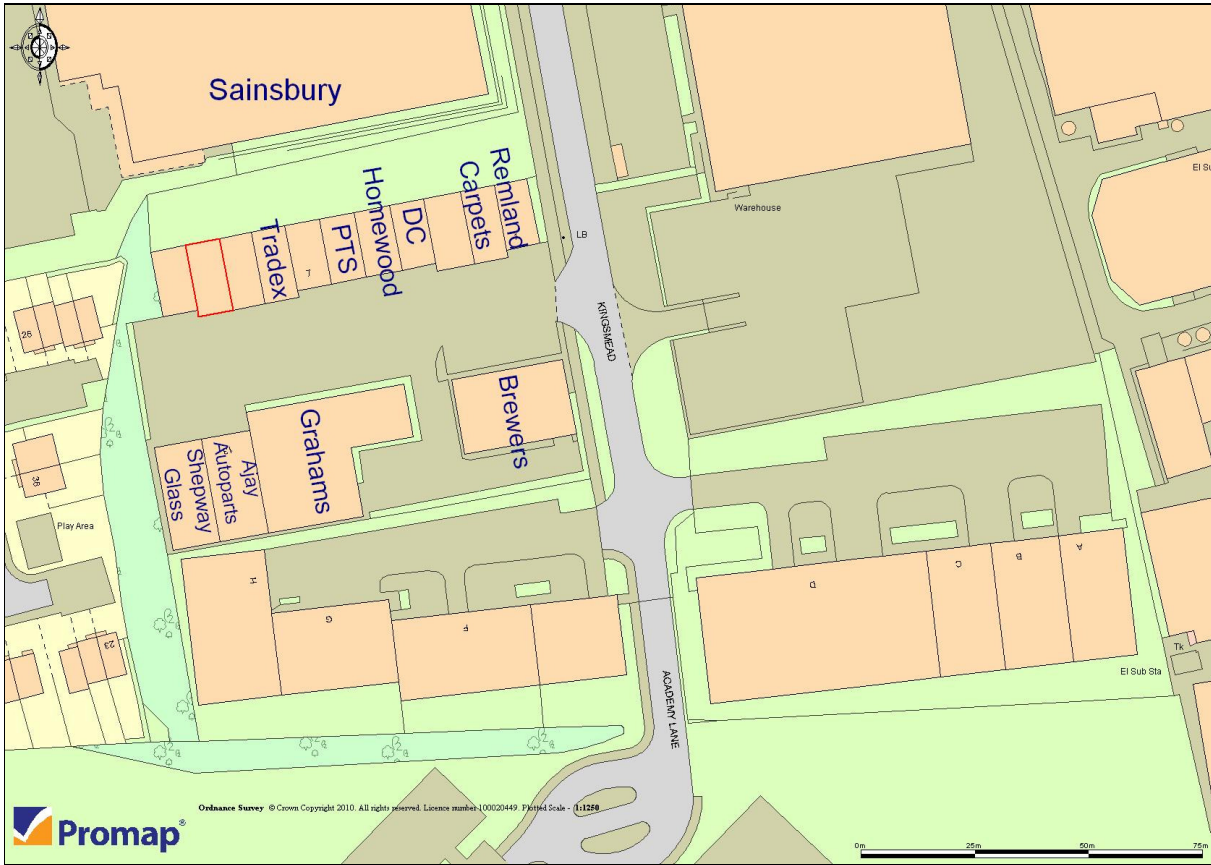 Sainsbury
Remland
Carpets
DC
Homewood
PTS
7
Tradex
LB
Warehouse
El Su
KINGSMEAD
Brewers
Grahams
Ajay
Autoparts
Shepway
Glass
26
36
Play Area
23
H
G
F
D
C
B
A
Tk
El Sub Sta
ACADEMY LANE
Ordnance Survey © Crown Copyright 2010. All rights reserved. Licence number 100020449. Plotted Scale - 1:1250
Promap®
0m 25m 50m 75m